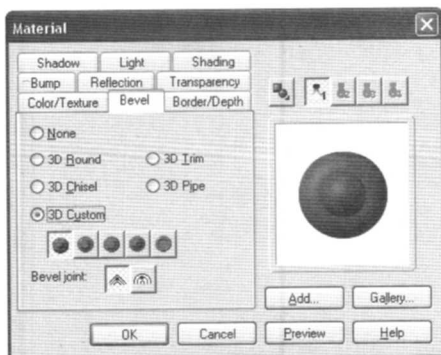 Material
Shadow Light Shading
Bump Reflection Transparency
Color/Texture Bevel Border/Depth
None
3D Round 3D Trim
3D Chisel 3D Pipe
3D Custom
Bevel joint:
Add... Gallery...
OK Cancel Preview Help